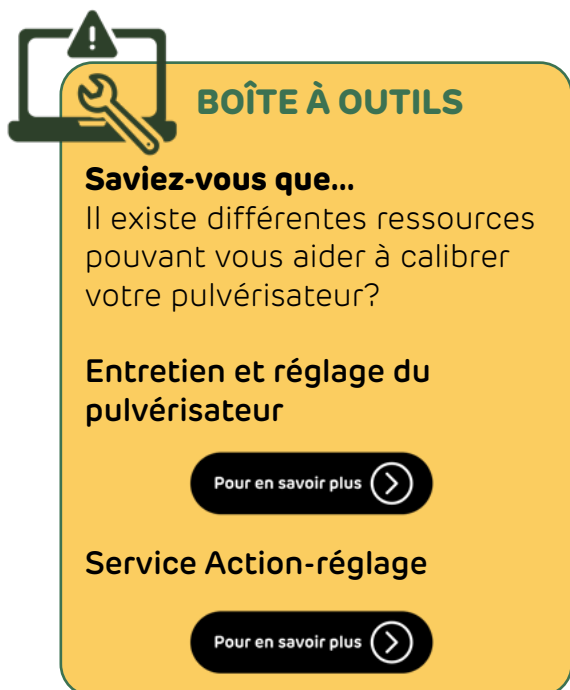 BOÎTE À OUTILS
Saviez-vous que...
Il existe différentes ressources
pouvant vous aider à calibrer
votre pulvérisateur?
Entretien et réglage du
pulvérisateur
Pour en savoir plus
Service Action-réglage
Pour en savoir plus